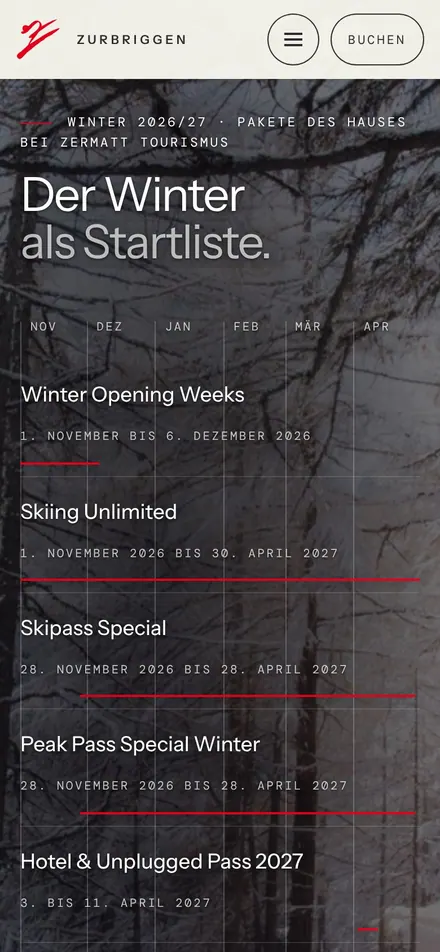 ZURBRIGGEN
BUCHEN
WINTER 2026/27 · PAKETE DES HAUSES
BEI ZERMATT TOURISMUS
Der Winter
als Startliste.
NOV DEZ JAN FEB MÄR APR
Winter Opening Weeks
1. NOVEMBER BIS 6. DEZEMBER 2026
Skiing Unlimited
1. NOVEMBER 2026 BIS 30. APRIL 2027
Skipass Special
28. NOVEMBER 2026 BIS 28. APRIL 2027
Peak Pass Special Winter
28. NOVEMBER 2026 BIS 28. APRIL 2027
Hotel & Unplugged Pass 2027
3. BIS 11. APRIL 2027